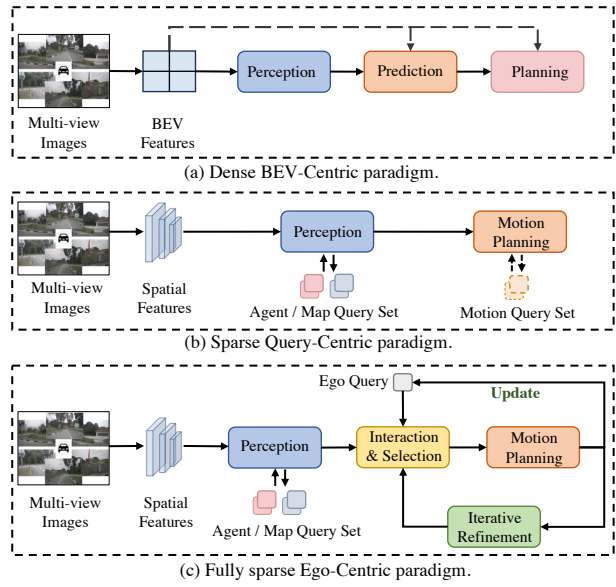 Perception
Prediction
Planning
Multi-view
Images
BEV
Features
(a) Dense BEV-Centric paradigm.
Perception
Motion
Planning
Multi-view
Images
Spatial
Features
Agent / Map Query Set
Motion Query Set
(b) Sparse Query-Centric paradigm.
Ego Query
Update
Perception
Interaction
& Selection
Motion
Planning
Multi-view
Images
Spatial
Features
Agent / Map Query Set
Iterative
Refinement
(c) Fully sparse Ego-Centric paradigm.